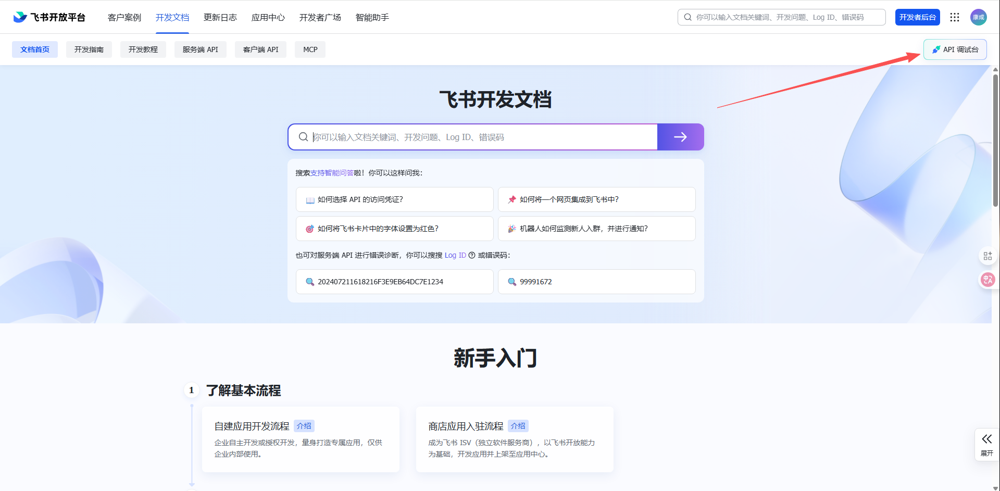 飞书开放平台
客户案例
开发文档
更新日志
应用中心
开发者广场
智能助手
你可以输入文档关键词、开发问题、Log ID、错误码
开发者后台
康成
文档首页
开发指南
开发教程
服务端 API
客户端 API
MCP
API 调试台
飞书开发文档
你可以输入文档关键词、开发问题、Log ID、错误码
搜索支持智能问答啦！你可以这样问我：
如何选择 API 的访问凭证？
如何将一个网页集成到飞书中？
如何将飞书卡片中的字体设置为红色？
机器人如何监测新人入群，并进行通知？
也可对服务端 API 进行错误诊断，你可以搜搜 Log ID ? 或错误码：
202407211618216F3E9EB64DC7E1234
99991672
中A
新手入门
1
了解基本流程
自建应用开发流程 介绍
企业自主开发或授权开发，量身打造专属应用，仅供
企业内部使用。
商店应用入驻流程 介绍
成为飞书 ISV（独立软件服务商），以飞书开放能力
为基础，开发应用并上架至应用中心。
展开